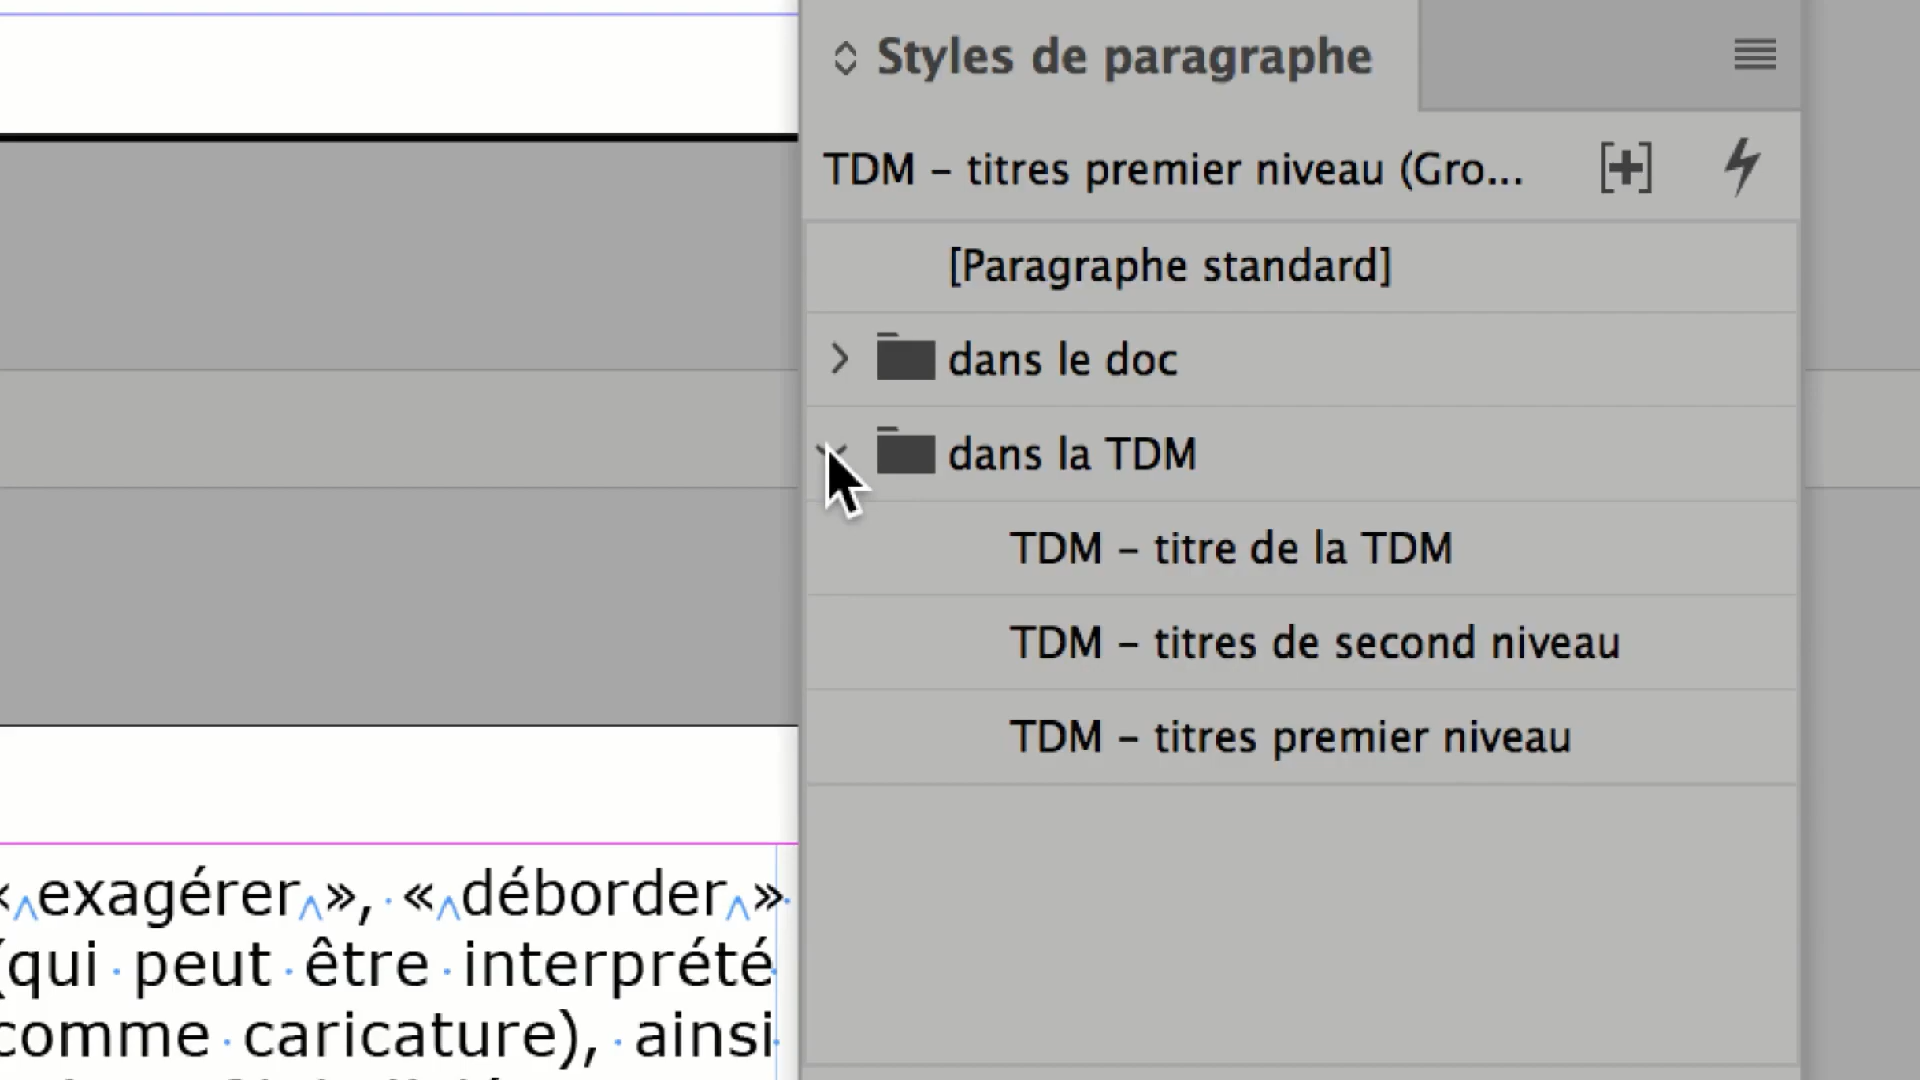 Styles de paragraphe
TDM – titres premier niveau (Gro...
[Paragraphe standard]
dans le doc
dans la TDM
TDM – titre de la TDM
TDM – titres de second niveau
TDM – titres premier niveau
exagérer », « déborder »
(qui peut être interprété
comme caricature), ainsi